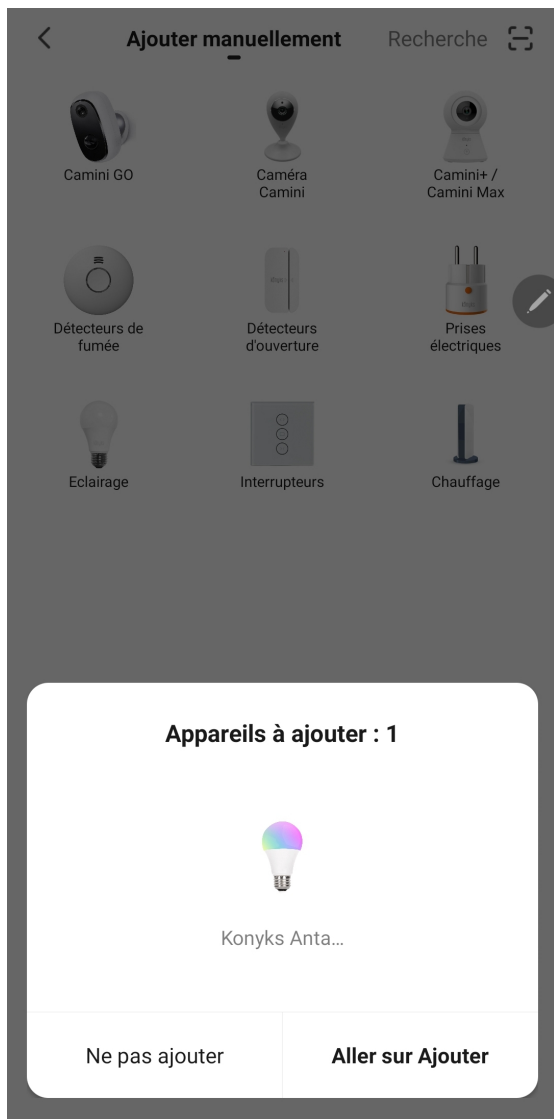 Ajouter manuellement Recherche
Camini GO Caméra Camini+ /
Camini Camini Max
Détecteurs de Détecteurs Prises
fumée d'ouverture électriques
Eclairage Interrupteurs Chauffage
Appareils à ajouter : 1
Konyks Anta...
Ne pas ajouter Aller sur Ajouter